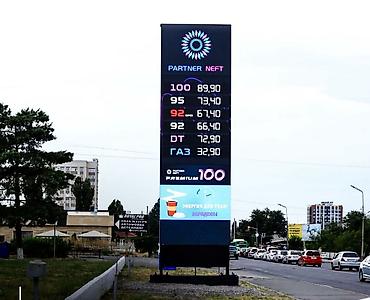 PARTNER NEFT
100 89,90
95 73,40
92 67,40
92 66,40
DT 72,90
ГАЗ 32,90
PREMIUM 100